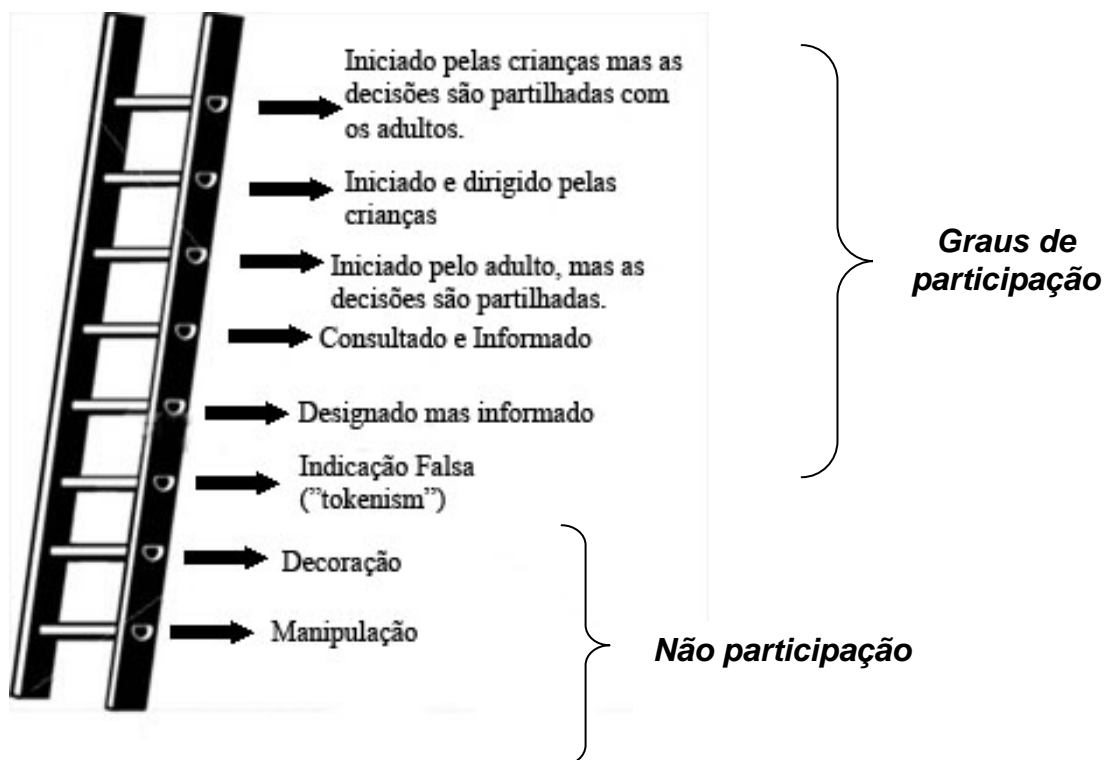 Iniciado pelas crianças mas as
decisões são partilhadas com
os adultos.
Iniciado e dirigido pelas
crianças
Iniciado pelo adulto, mas as
decisões são partilhadas.
Consultado e Informado
Designado mas informado
Indicação Falsa
(”tokenism”)
Decoração
Manipulação
Graus de
participação
Não participação